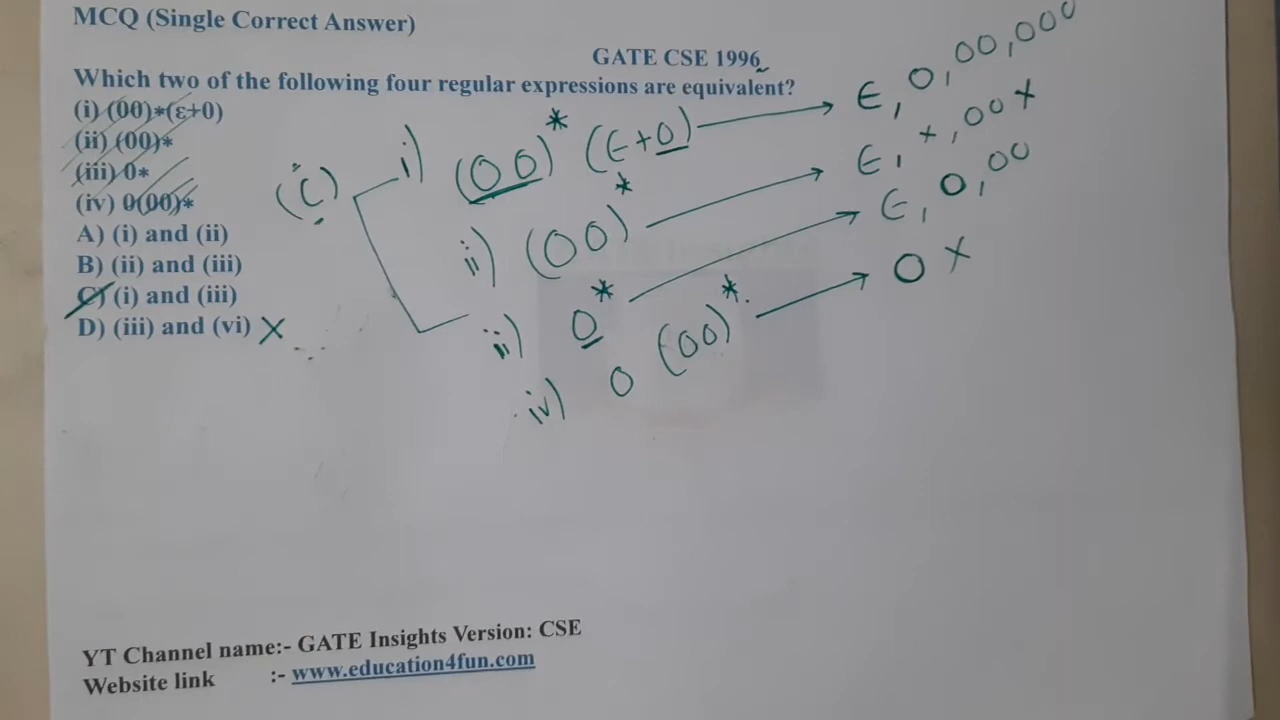 MCQ (Single Correct Answer)
GATE CSE 1996
Which two of the following four regular expressions are equivalent?
(i) (00)*(ε+0)
(ii) (00)*
(iii) 0*
(iv) 0(00)*
A) (i) and (ii)
B) (ii) and (iii)
C) (i) and (iii)
D) (iii) and (vi) X
(C)
i) (00)* (ε+0) → ε, 0, 00, 000
ii) (00)* → ε, ×, 00 ×
ii) 0* → ε, 0, 00
iv) 0 (00)* → 0 ×
YT Channel name:- GATE Insights Version: CSE
Website link :- www.education4fun.com